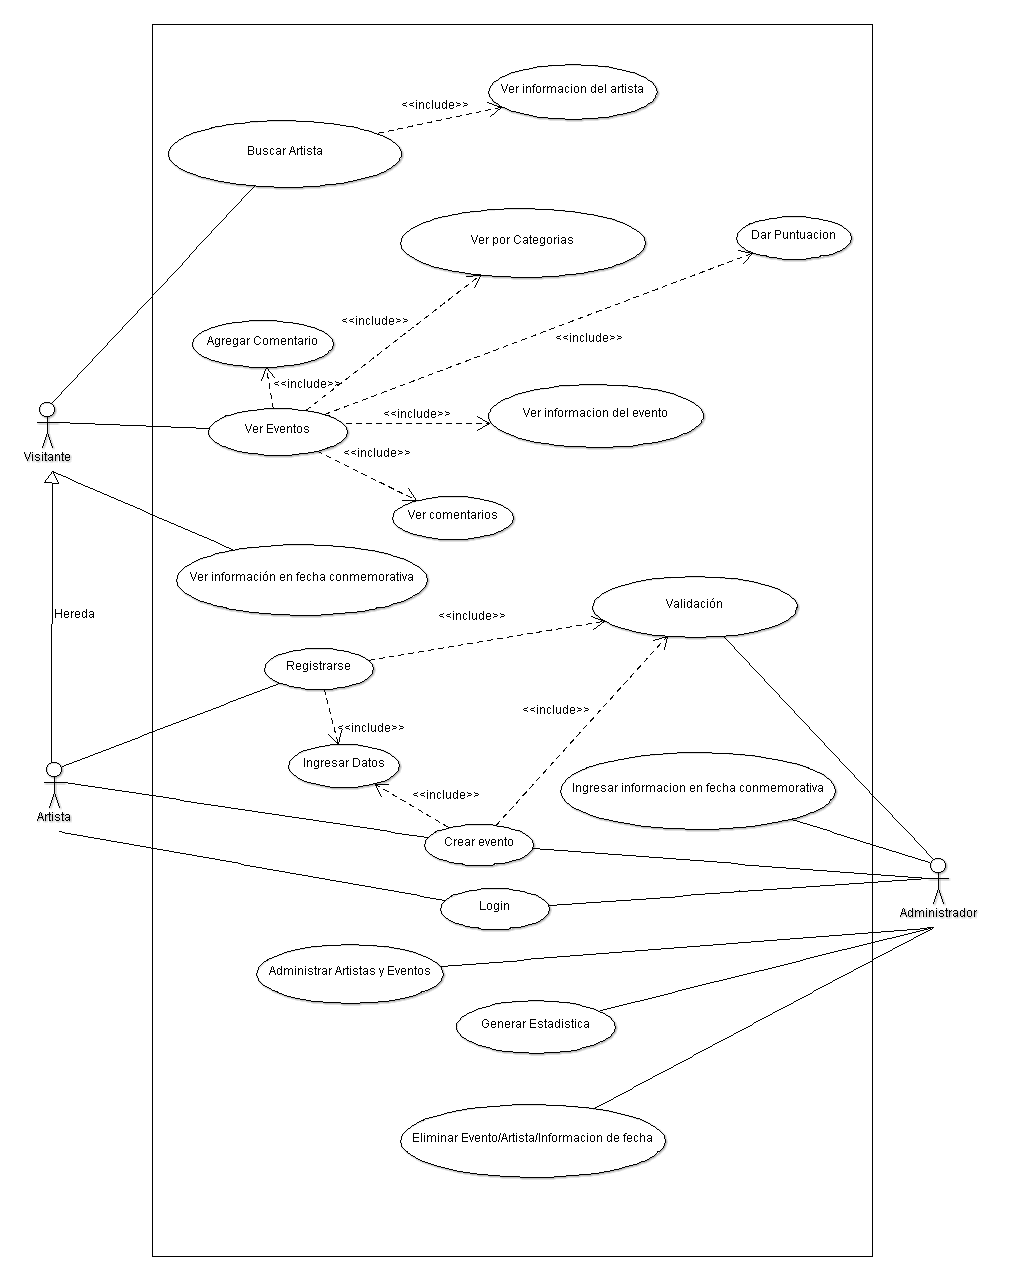 Ver informacion del artista
<<include>>
Buscar Artista
Ver por Categorias
Dar Puntuacion
<<include>>
<<include>>
Agregar Comentario
<<include>>
Ver informacion del evento
<<include>>
Ver Eventos
<<include>>
Visitante
Ver comentarios
Ver información en fecha conmemorativa
Validación
Hereda
<<include>>
Registrarse
<<include>>
<<include>>
Ingresar Datos
Ingresar informacion en fecha conmemorativa
<<include>>
Artista
Crear evento
Login
Administrador
Administrar Artistas y Eventos
Generar Estadistica
Eliminar Evento/Artista/Informacion de fecha